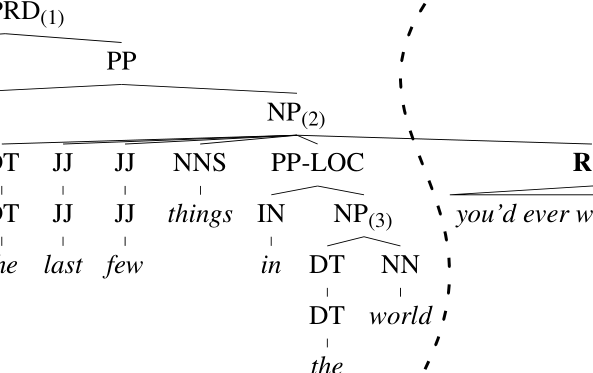 PRD(1)
PP
NP(2)
DT JJ JJ NNS PP-LOC R
DT JJ JJ things IN NP(3) you'd ever w
he last few in DT NN
DT world
the